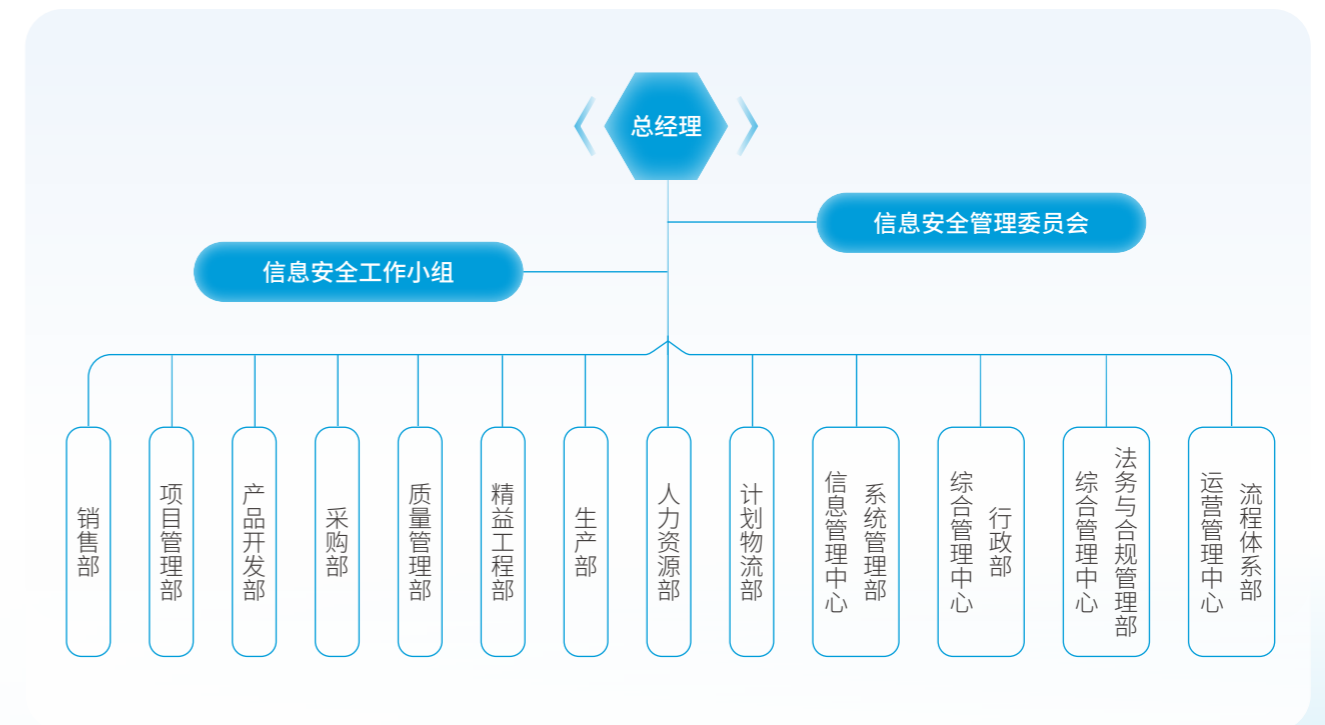 总经理
信息安全管理委员会
信息安全工作小组
销售部
项目管理部
产品开发部
采购部
质量管理部
精益工程部
生产部
人力资源部
计划物流部
信息管理中心
系统管理部
综合管理中心
行政部
综合管理中心
法务与合规管理部
运营管理中心
流程体系部